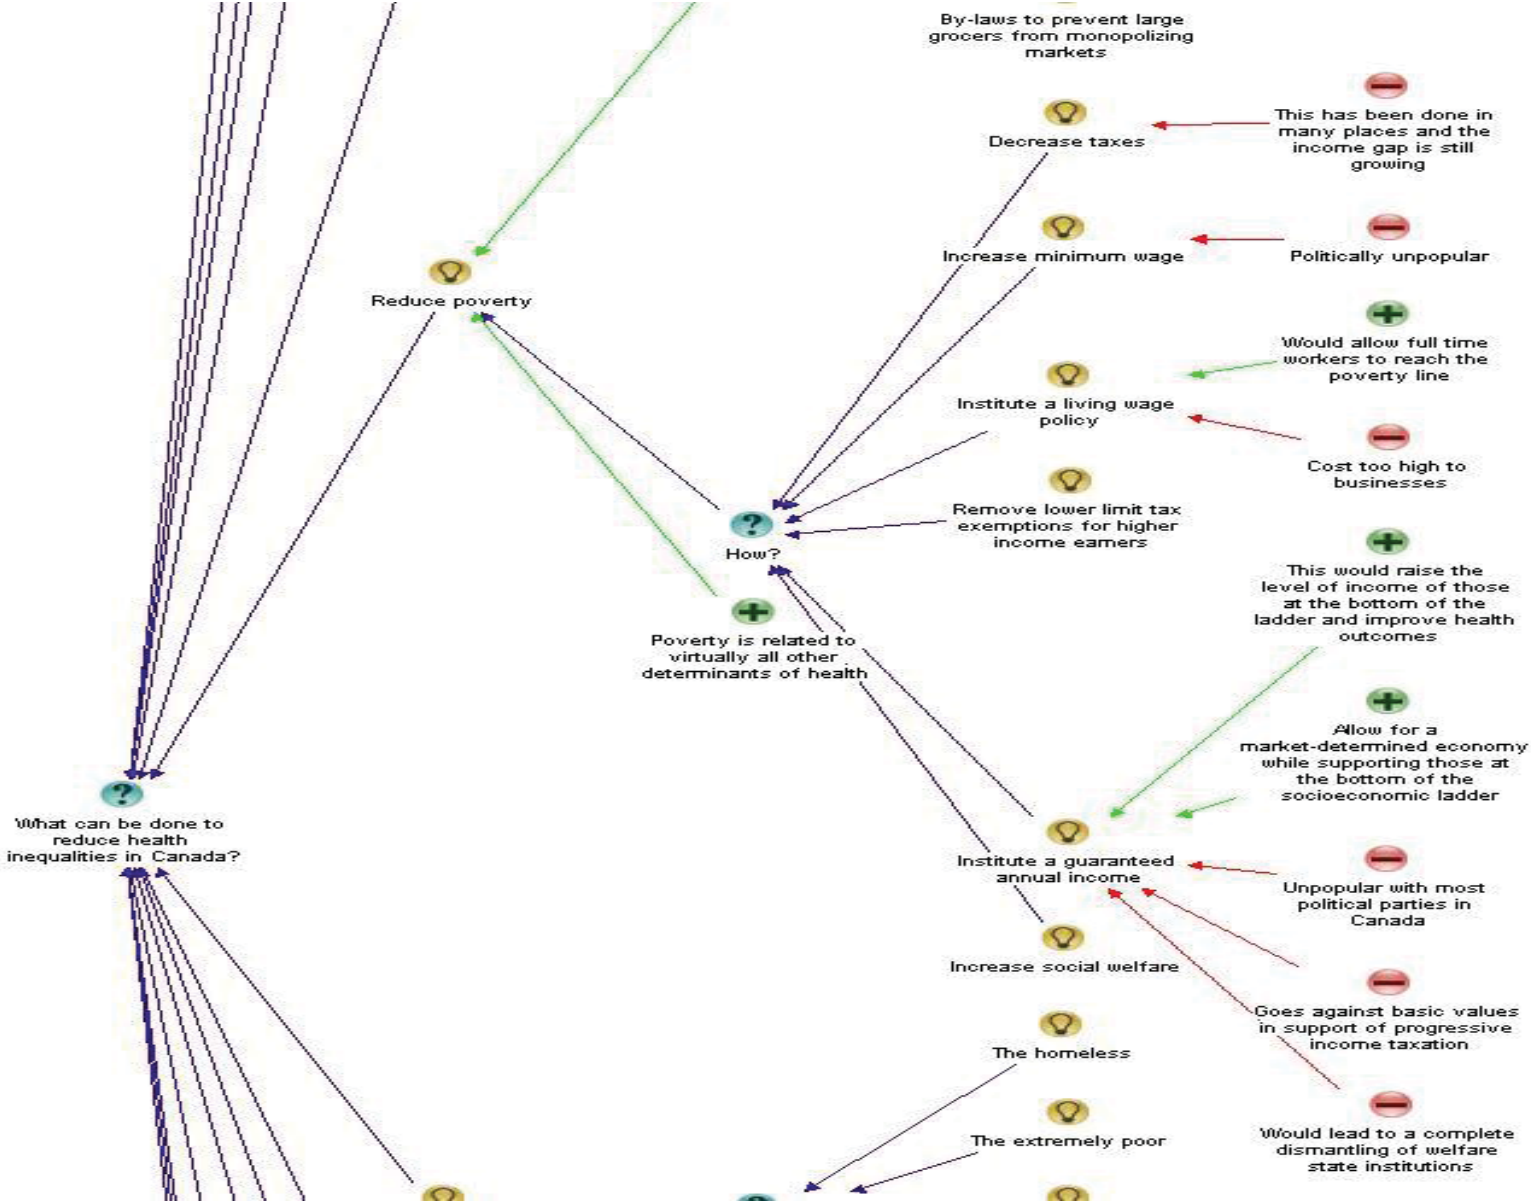 By-laws to prevent large
grocers from monopolizing
markets
Decrease taxes
This has been done in
many places and the
income gap is still
growing
Increase minimum wage
Politically unpopular
Reduce poverty
Would allow full time
workers to reach the
poverty line
Institute a living wage
policy
Cost too high to
businesses
Remove lower limit tax
exemptions for higher
income earners
How?
This would raise the
level of income of those
at the bottom of the
ladder and improve health
outcomes
Poverty is related to
virtually all other
determinants of health
Allow for a
market-determined economy
while supporting those at
the bottom of the
socioeconomic ladder
What can be done to
reduce health
inequalities in Canada?
Institute a guaranteed
annual income
Unpopular with most
political parties in
Canada
Increase social welfare
Goes against basic values
in support of progressive
income taxation
The homeless
The extremely poor
Would lead to a complete
dismantling of welfare
state institutions